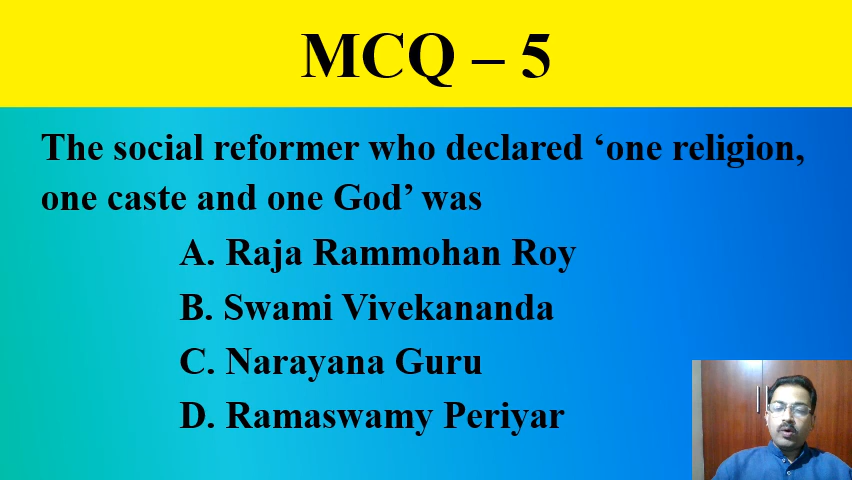 MCQ – 5
The social reformer who declared ‘one religion,
one caste and one God’ was
A. Raja Rammohan Roy
B. Swami Vivekananda
C. Narayana Guru
D. Ramaswamy Periyar